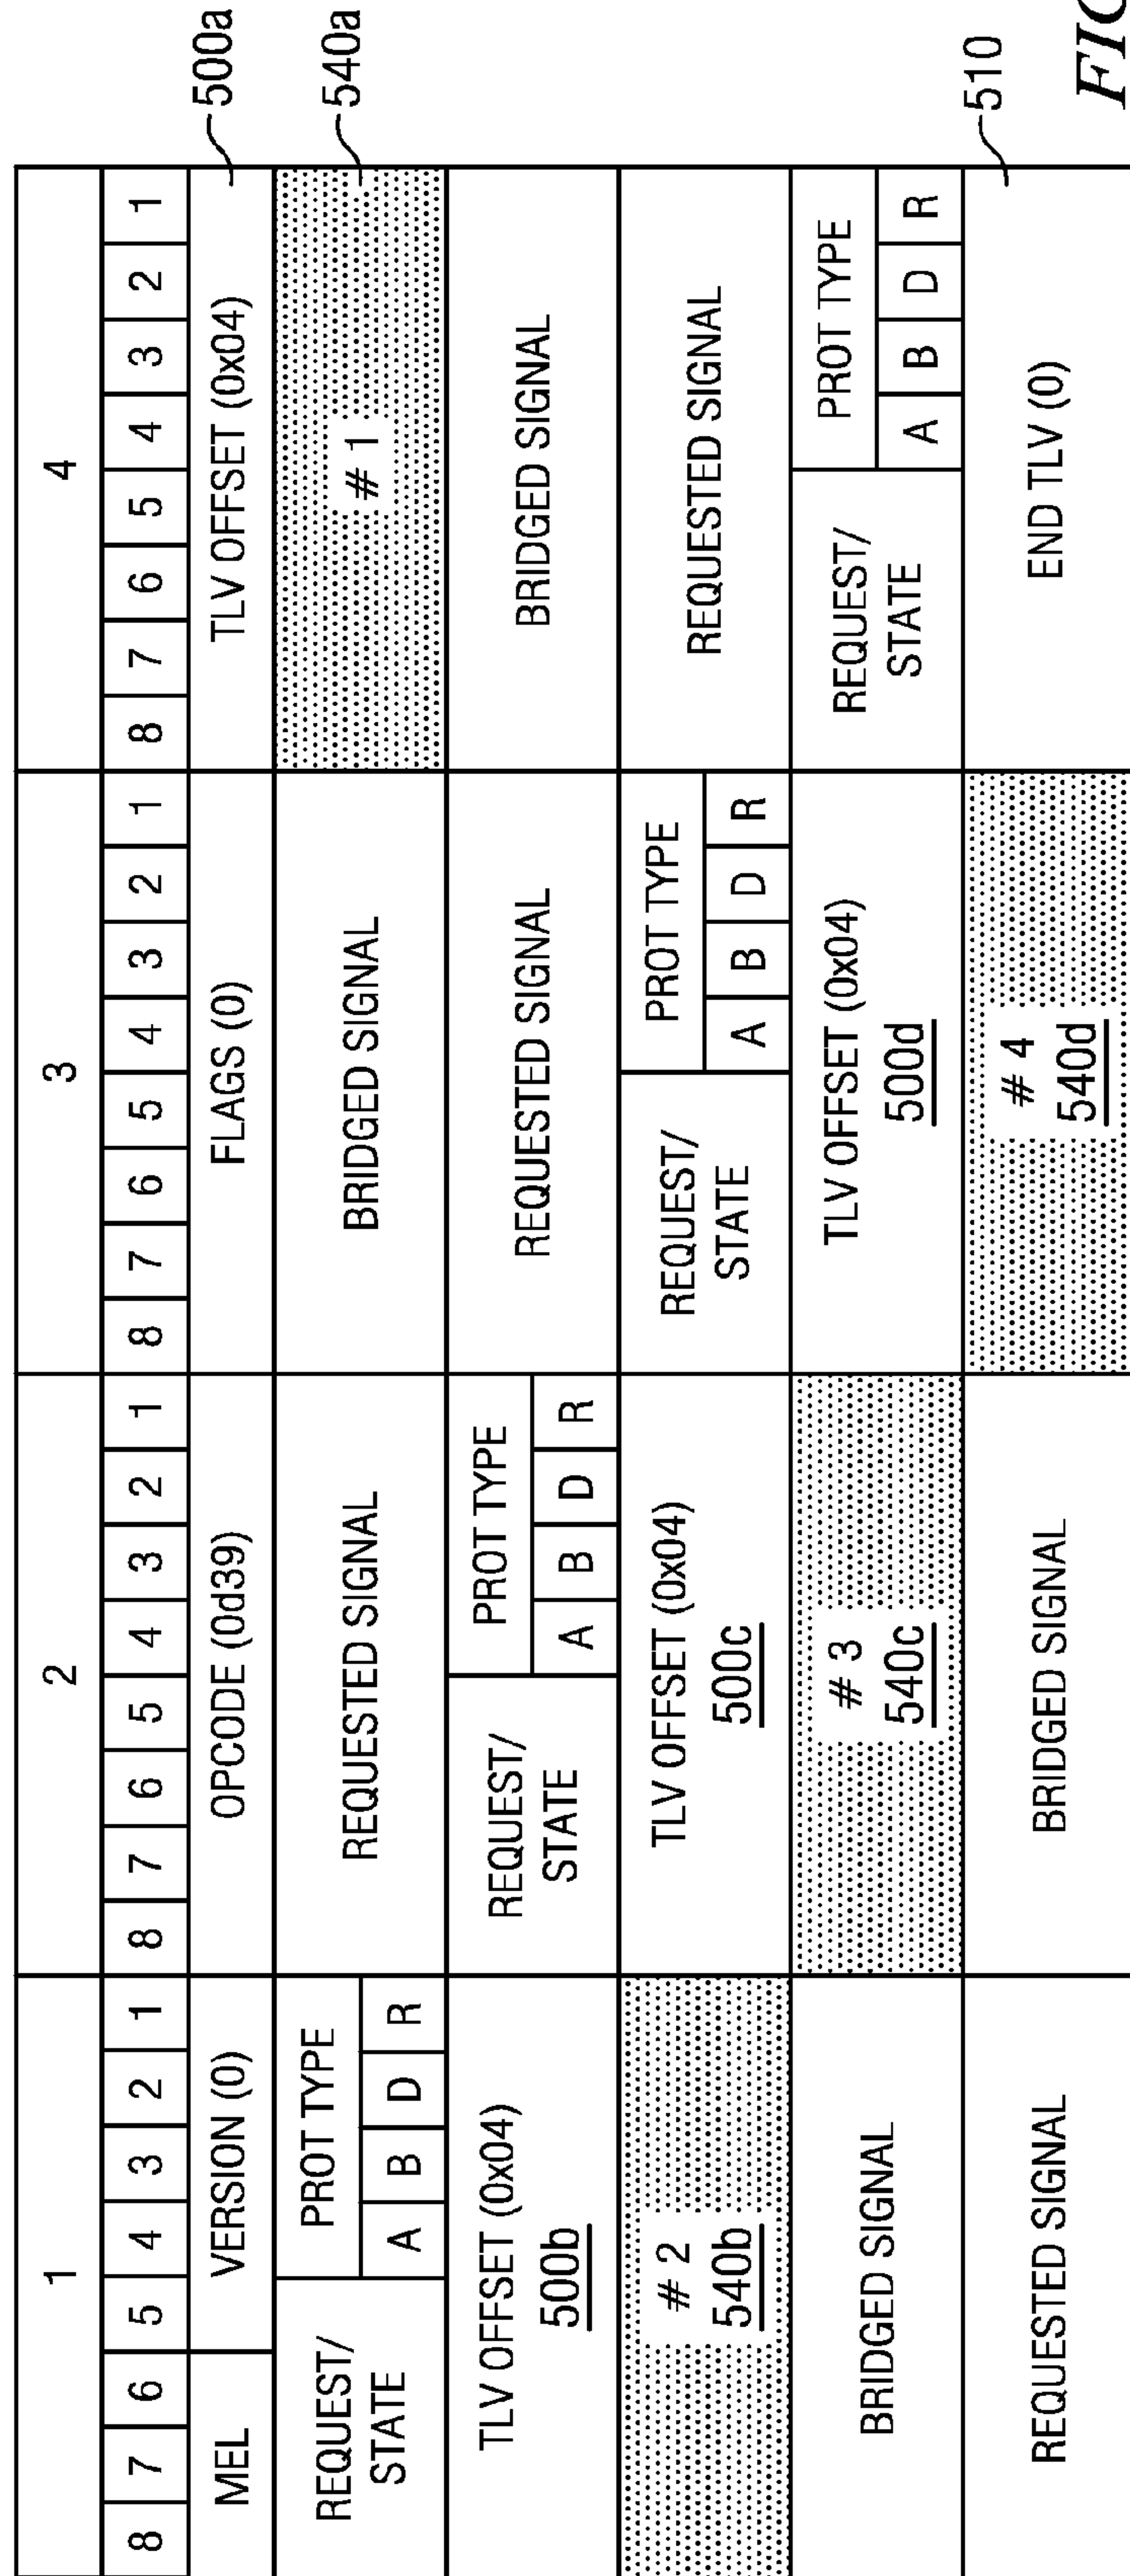 1 2 3 4
8 7 6 5 4 3 2 1 8 7 6 5 4 3 2 1 8 7 6 5 4 3 2 1 8 7 6 5 4 3 2 1
MEL VERSION (0) OPCODE (0d39) FLAGS (0) TLV OFFSET (0x04) 500a
REQUEST/ PROT TYPE REQUESTED SIGNAL BRIDGED SIGNAL # 1 540a
STATE A B D R
TLV OFFSET (0x04) REQUEST/ PROT TYPE REQUESTED SIGNAL BRIDGED SIGNAL
500b STATE A B D R
# 2 TLV OFFSET (0x04) REQUEST/ PROT TYPE REQUESTED SIGNAL
540b 500c STATE A B D R
BRIDGED SIGNAL # 3 TLV OFFSET (0x04) REQUEST/ PROT TYPE
540c 500d STATE A B D R
REQUESTED SIGNAL BRIDGED SIGNAL # 4 END TLV (0) 510
540d